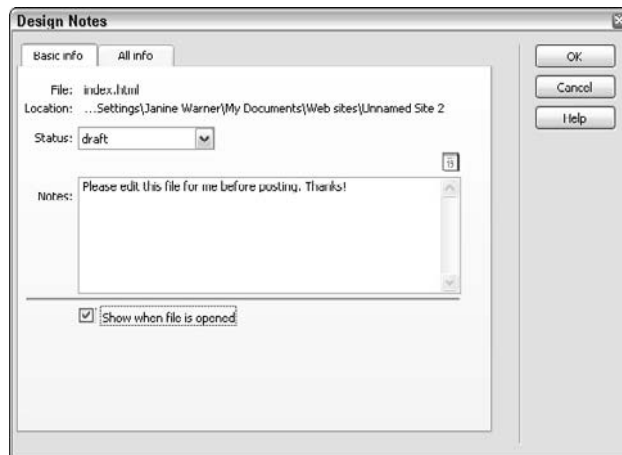 Design Notes
Basic info
All info
File: index.html
Location: ...Settings\Janine Warner\My Documents\Web sites\Unnamed Site 2
Status: draft
Notes: Please edit this file for me before posting. Thanks!
Show when file is opened
OK
Cancel
Help